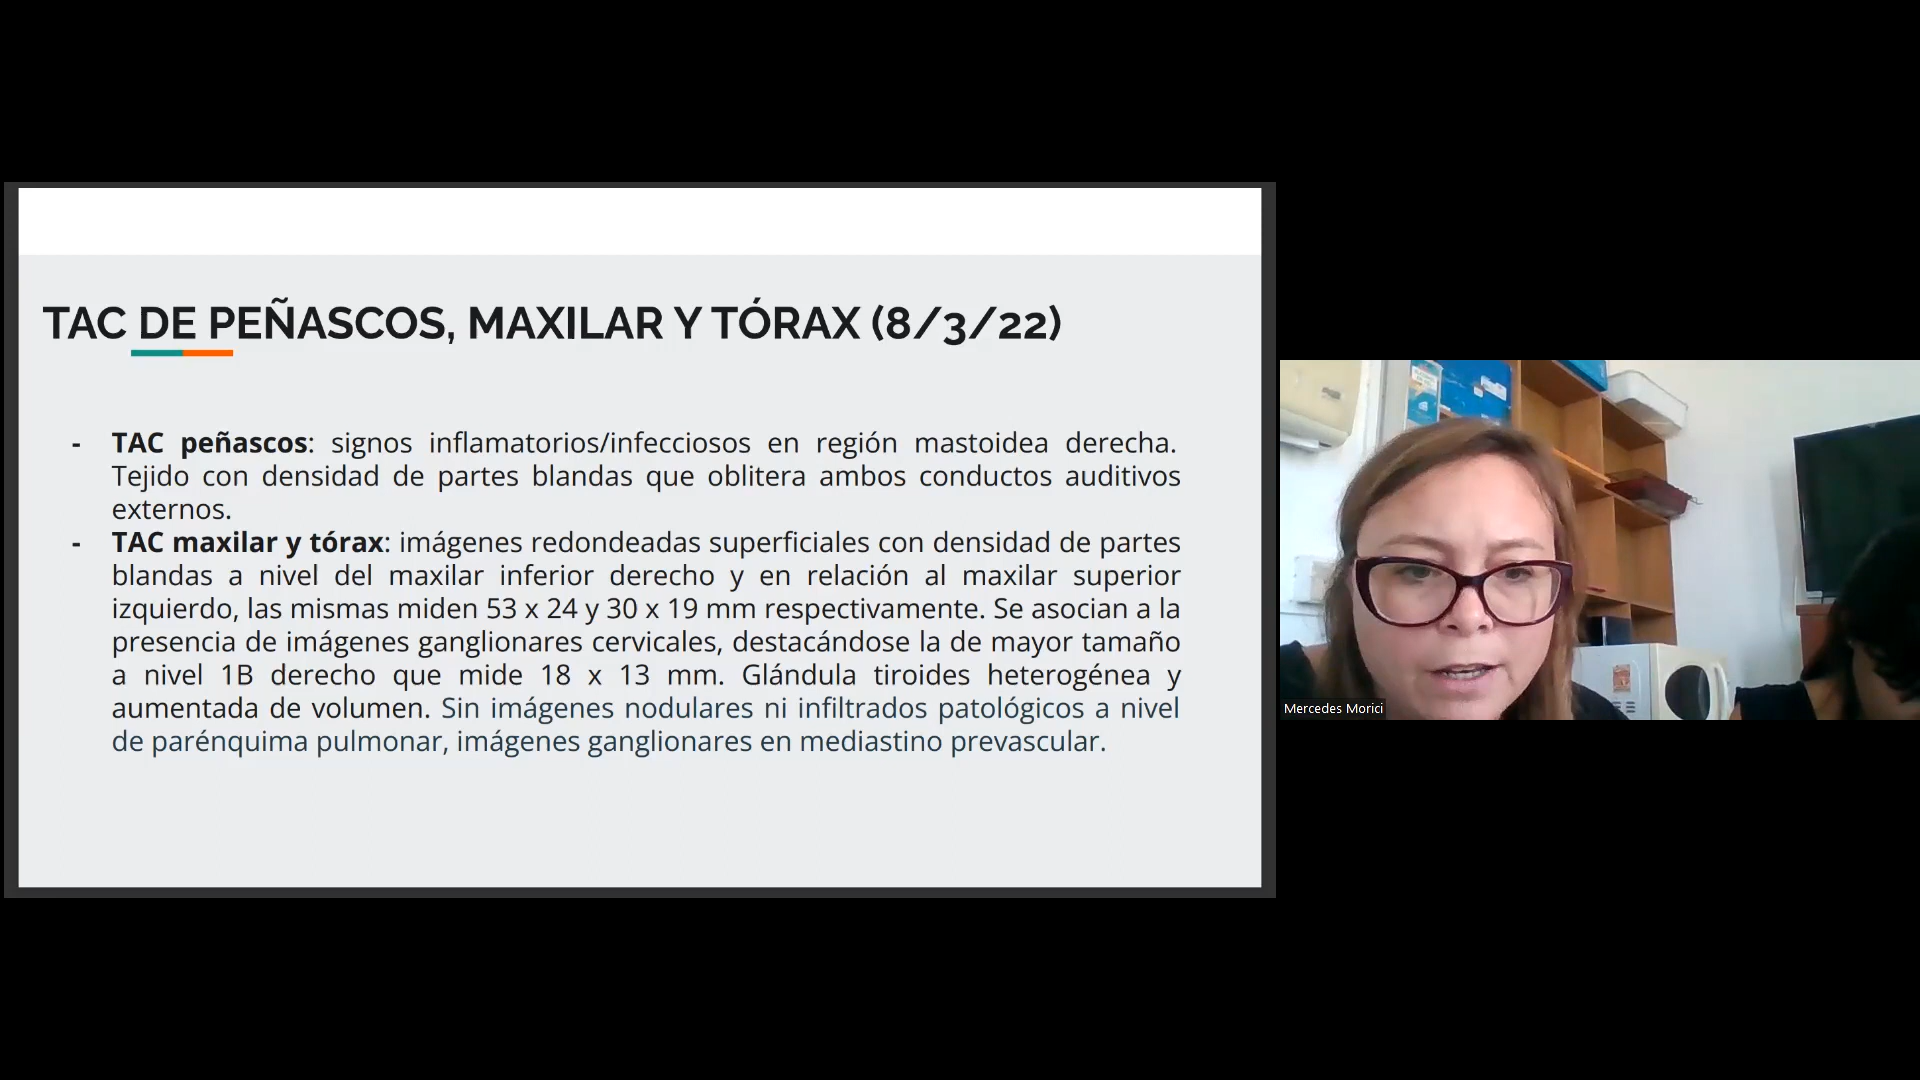 TAC DE PEÑASCOS, MAXILAR Y TÓRAX (8/3/22)
- TAC peñascos: signos inflamatorios/infecciosos en región mastoidea derecha.
Tejido con densidad de partes blandas que oblitera ambos conductos auditivos
externos.
- TAC maxilar y tórax: imágenes redondeadas superficiales con densidad de partes
blandas a nivel del maxilar inferior derecho y en relación al maxilar superior
izquierdo, las mismas miden 53 x 24 y 30 x 19 mm respectivamente. Se asocian a la
presencia de imágenes ganglionares cervicales, destacándose la de mayor tamaño
a nivel 1B derecho que mide 18 x 13 mm. Glándula tiroides heterogénea y
aumentada de volumen. Sin imágenes nodulares ni infiltrados patológicos a nivel
de parénquima pulmonar, imágenes ganglionares en mediastino prevascular.
Mercedes Morici